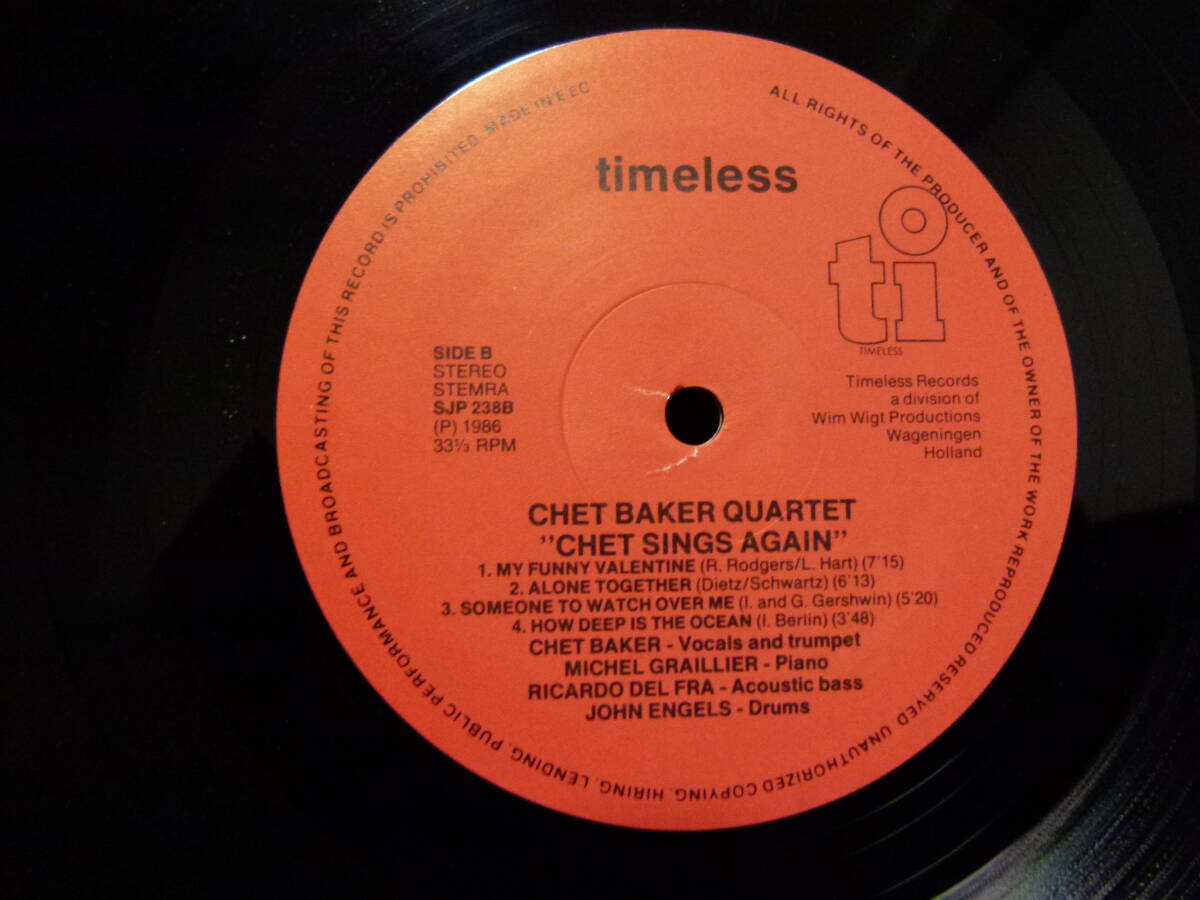 timeless
ti
TIMELESS
SIDE B
STEREO
STEMRA
SJP 238B
(P) 1986
33⅓ RPM
Timeless Records
a division of
Wim Wigt Productions
Wageningen
Holland
CHET BAKER QUARTET
"CHET SINGS AGAIN"
1. MY FUNNY VALENTINE (R. Rodgers/L. Hart) (7'15)
2. ALONE TOGETHER (Dietz/Schwartz) (6'13)
3. SOMEONE TO WATCH OVER ME (I. and G. Gershwin) (5'20)
4. HOW DEEP IS THE OCEAN (I. Berlin) (3'48)
CHET BAKER - Vocals and trumpet
MICHEL GRAILLIER - Piano
RICARDO DEL FRA - Acoustic bass
JOHN ENGELS - Drums
ALL RIGHTS OF THE PRODUCER AND OF THE OWNER OF THE WORK REPRODUCED RESERVED. UNAUTHORIZED COPYING, HIRING, LENDING, PUBLIC PERFORMANCE AND BROADCASTING OF THIS RECORD IS PROHIBITED. MADE IN EEC